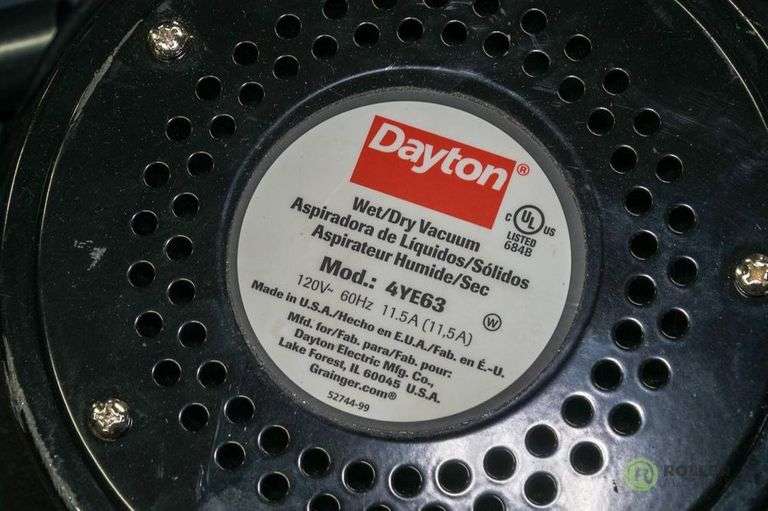 Dayton®
Wet/Dry Vacuum
Aspiradora de Líquidos/Sólidos
Aspirateur Humide/Sec
C UL US
LISTED
684B
Mod.: 4YE63
120V~ 60Hz 11.5A (11,5A)
W
Made in U.S.A./Hecho en E.U.A./Fab. en É.-U.
Mfd. for/Fab. para/Fab. pour:
Dayton Electric Mfg. Co.,
Lake Forest, IL 60045 U.S.A.
Grainger.com®
52744-99
R